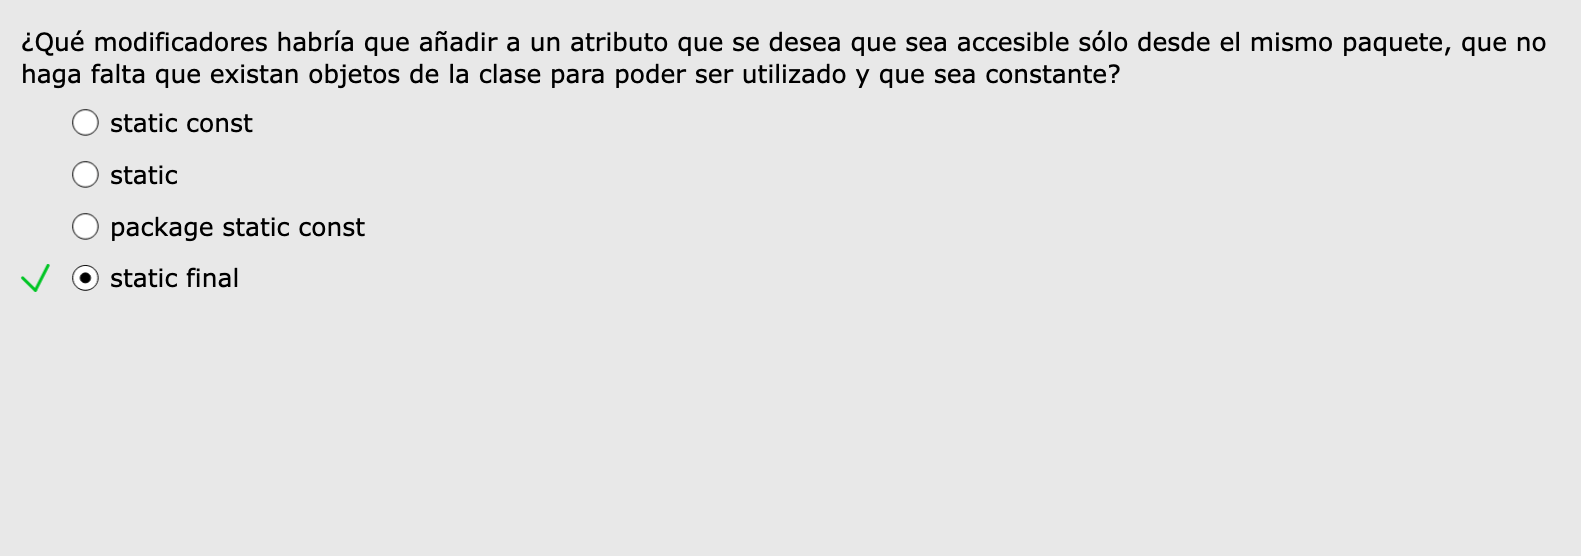 ¿Qué modificadores habría que añadir a un atributo que se desea que sea accesible sólo desde el mismo paquete, que no
haga falta que existan objetos de la clase para poder ser utilizado y que sea constante?
static const
static
package static const
static final